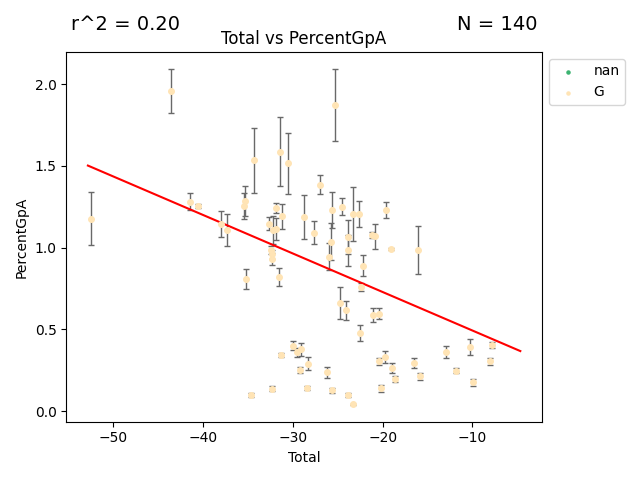 r^2 = 0.20 N = 140
Total vs PercentGpA
nan
G
PercentGpA
2.0
1.5
1.0
0.5
0.0
−50 −40 −30 −20 −10
Total